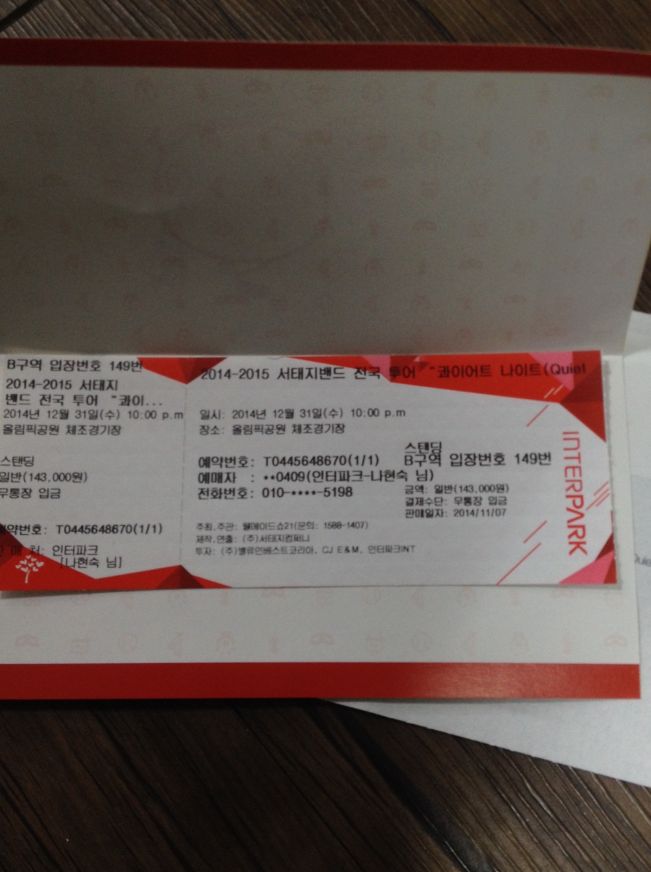 B구역 입장번호 149번
2014-2015 서태지
밴드 전국 투어 "콰이...
2014년 12월 31일(수) 10:00 p.m
올림픽공원 체조경기장
스탠딩
일반(143,000원)
무통장 입금
예약번호: T0445648670(1/1)
판매처: 인터파크
[나현숙 님]
2014-2015 서태지밴드 전국 투어 "콰이어트 나이트(Quiet
일시: 2014년 12월 31일(수) 10:00 p.m
장소: 올림픽공원 체조경기장
스탠딩
예약번호: T0445648670(1/1) B구역 입장번호 149번
예매자 : **0409(인터파크-나현숙 님)
금액: 일반(143,000원)
전화번호: 010-****-5198
결제수단: 무통장 입금
판매일자: 2014/11/07
주최,주관: 웰메이드쇼21(문의: 1588-1407)
제작,연출: (주)서태지컴퍼니
투자: (주)밸류인베스트코리아, CJ E&M, 인터파크INT
INTERPARK